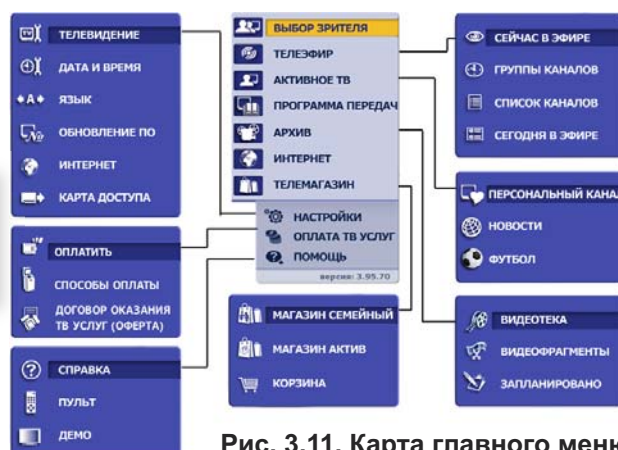 ТЕЛЕВИДЕНИЕ
ДАТА И ВРЕМЯ
ЯЗЫК
ОБНОВЛЕНИЕ ПО
ИНТЕРНЕТ
КАРТА ДОСТУПА
ОПЛАТИТЬ
СПОСОБЫ ОПЛАТЫ
ДОГОВОР ОКАЗАНИЯ
ТВ УСЛУГ (ОФЕРТА)
СПРАВКА
ПУЛЬТ
ДЕМО
ВЫБОР ЗРИТЕЛЯ
ТЕЛЕЭФИР
АКТИВНОЕ ТВ
ПРОГРАММА ПЕРЕДАЧ
АРХИВ
ИНТЕРНЕТ
ТЕЛЕМАГАЗИН
НАСТРОЙКИ
ОПЛАТА ТВ УСЛУГ
ПОМОЩЬ
версия: 3.95.70
МАГАЗИН СЕМЕЙНЫЙ
МАГАЗИН АКТИВ
КОРЗИНА
СЕЙЧАС В ЭФИРЕ
ГРУППЫ КАНАЛОВ
СПИСОК КАНАЛОВ
СЕГОДНЯ В ЭФИРЕ
ПЕРСОНАЛЬНЫЙ КАНАЛ
НОВОСТИ
ФУТБОЛ
ВИДЕОТЕКА
ВИДЕОФРАГМЕНТЫ
ЗАПЛАНИРОВАНО
Рис. 3.11. Карта главного меню